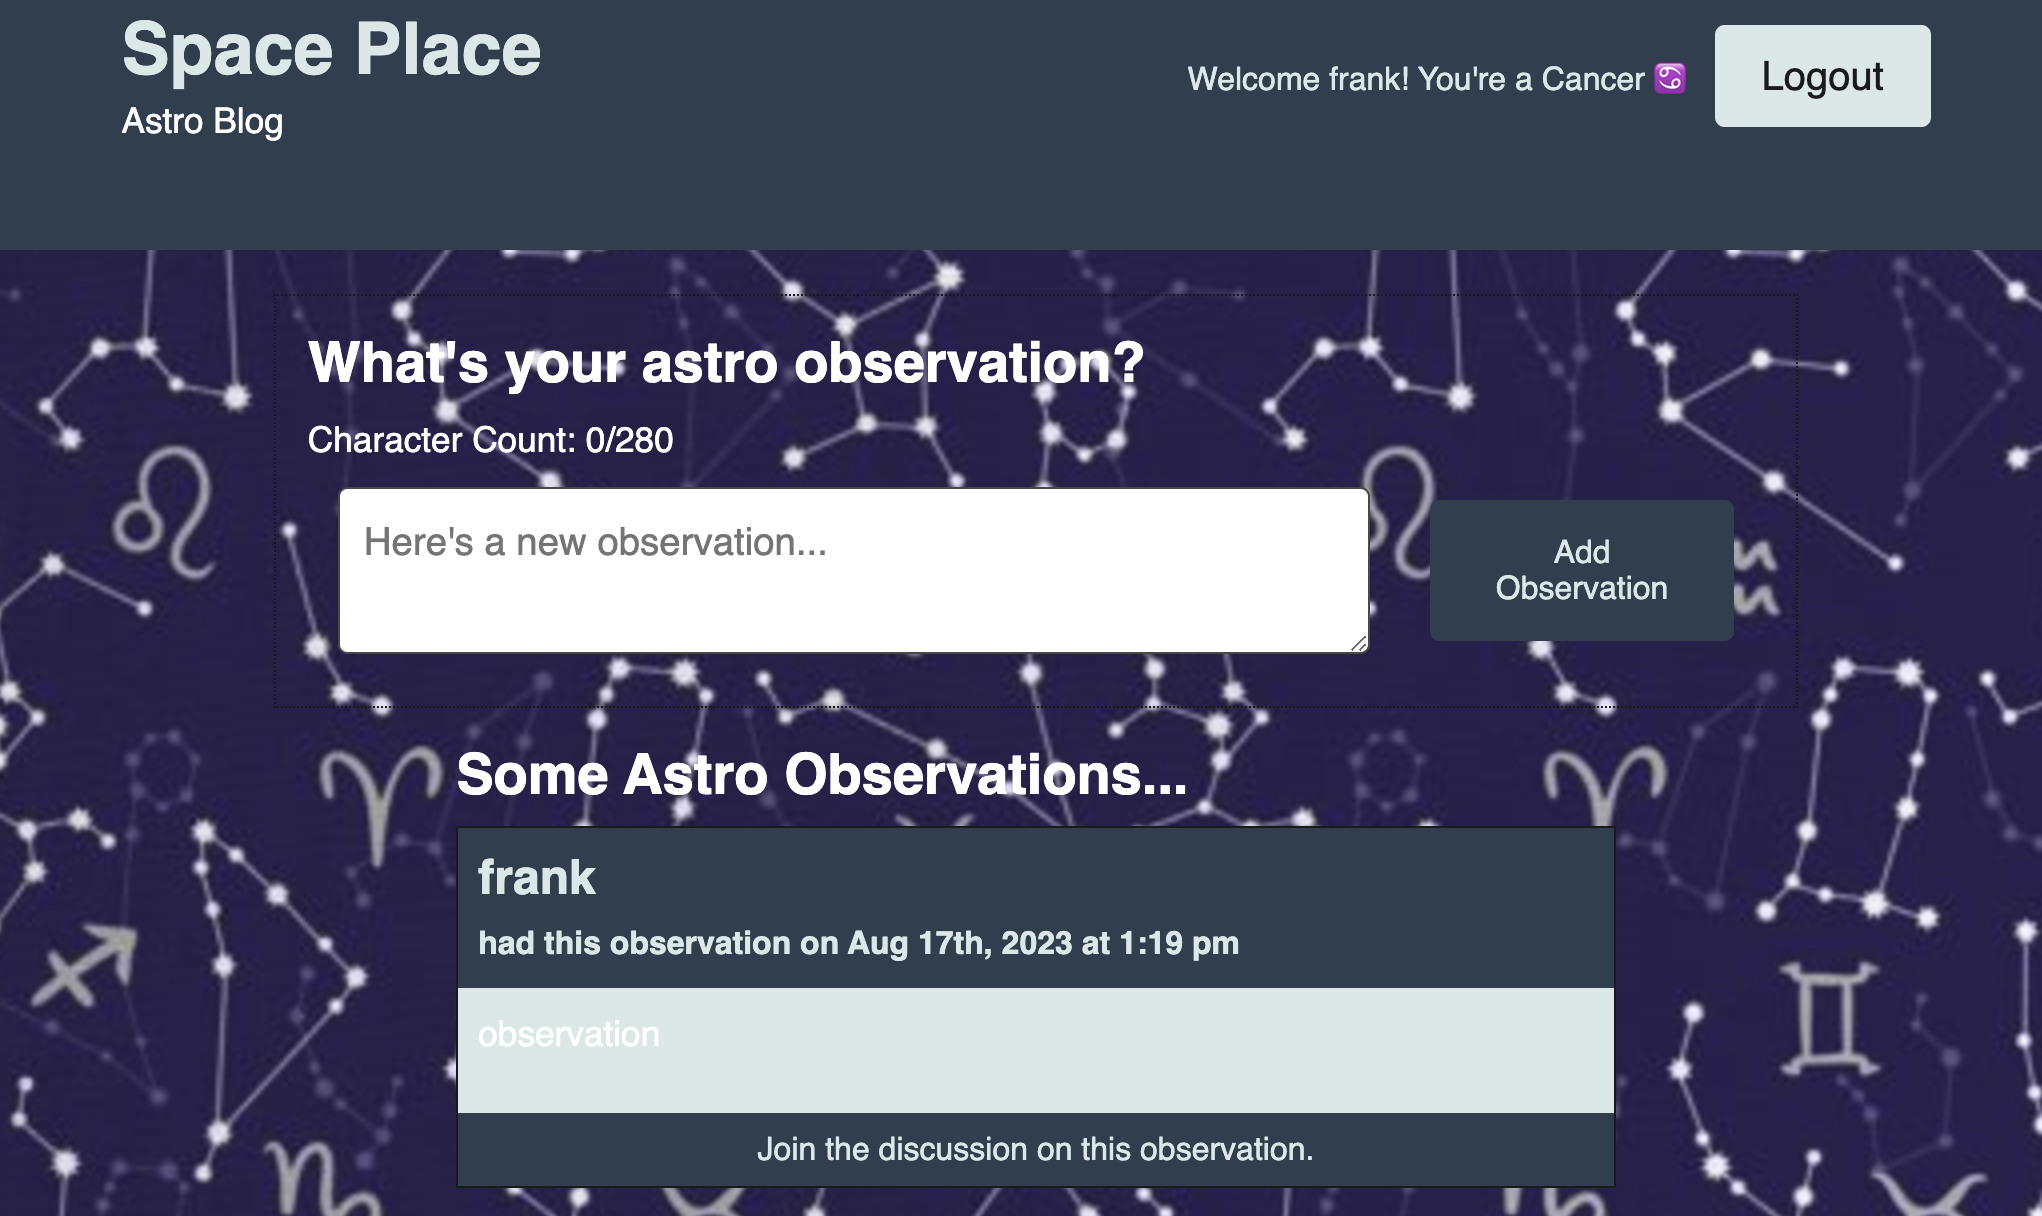 Space Place
Astro Blog
Welcome frank! You're a Cancer ♋
Logout
What's your astro observation?
Character Count: 0/280
Here's a new observation...
Add
Observation
Some Astro Observations...
frank
had this observation on Aug 17th, 2023 at 1:19 pm
observation
Join the discussion on this observation.